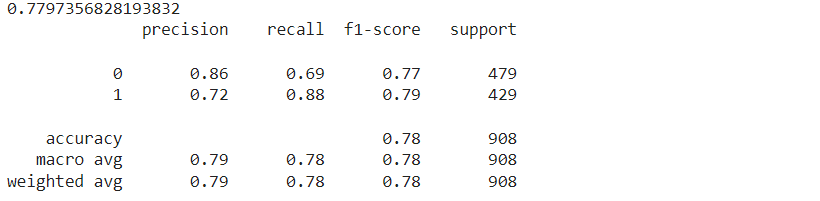 0.7797356828193832
precision recall f1-score support
0 0.86 0.69 0.77 479
1 0.72 0.88 0.79 429
accuracy 0.78 908
macro avg 0.79 0.78 0.78 908
weighted avg 0.79 0.78 0.78 908